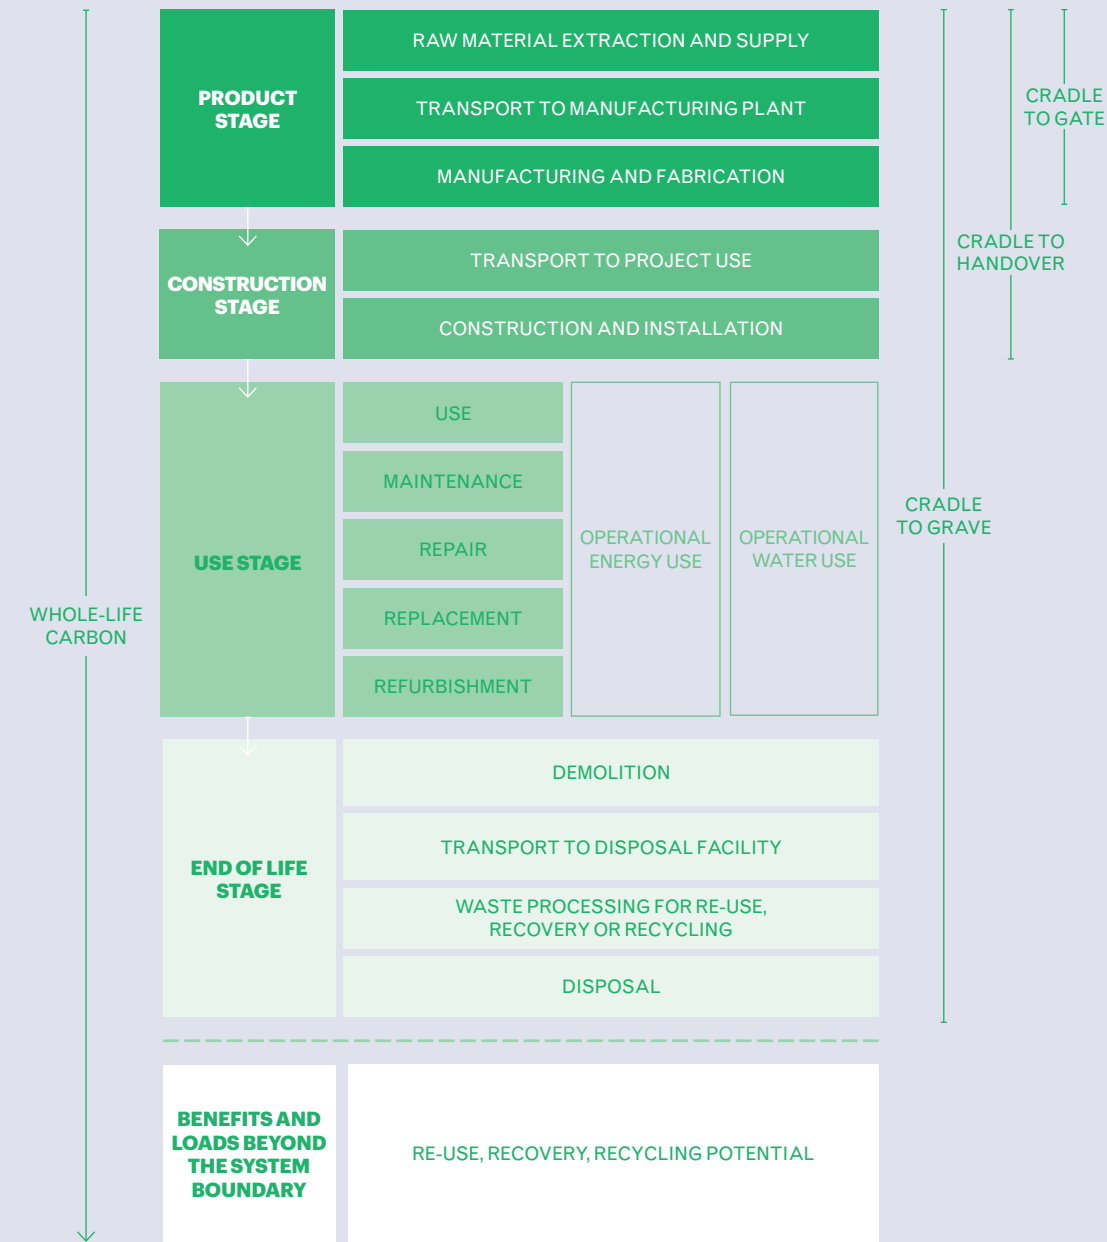 RAW MATERIAL EXTRACTION AND SUPPLY
PRODUCT
STAGE
TRANSPORT TO MANUFACTURING PLANT
MANUFACTURING AND FABRICATION
CRADLE
TO GATE
CONSTRUCTION
STAGE
TRANSPORT TO PROJECT USE
CONSTRUCTION AND INSTALLATION
CRADLE TO
HANDOVER
USE STAGE
USE
MAINTENANCE
REPAIR
REPLACEMENT
REFURBISHMENT
OPERATIONAL
ENERGY USE
OPERATIONAL
WATER USE
CRADLE
TO GRAVE
WHOLE-LIFE
CARBON
END OF LIFE
STAGE
DEMOLITION
TRANSPORT TO DISPOSAL FACILITY
WASTE PROCESSING FOR RE-USE,
RECOVERY OR RECYCLING
DISPOSAL
BENEFITS AND
LOADS BEYOND
THE SYSTEM
BOUNDARY
RE-USE, RECOVERY, RECYCLING POTENTIAL